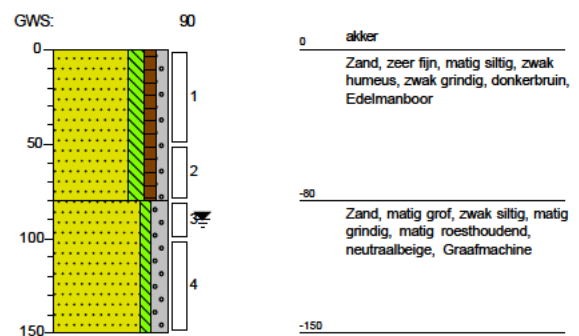 GWS: 90
0
50
100
150
1
2
3
4
0 akker
Zand, zeer fijn, matig siltig, zwak
humeus, zwak grindig, donkerbruin,
Edelmanboor
-80
Zand, matig grof, zwak siltig, matig
grindig, matig roesthoudend,
neutraalbeige, Graafmachine
-150